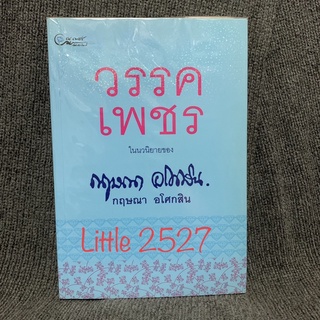 วรรค
เพชร
ในนวนิยายของ
กฤษณา อโศกสิน.
กฤษณา อโศกสิน
Little 2527